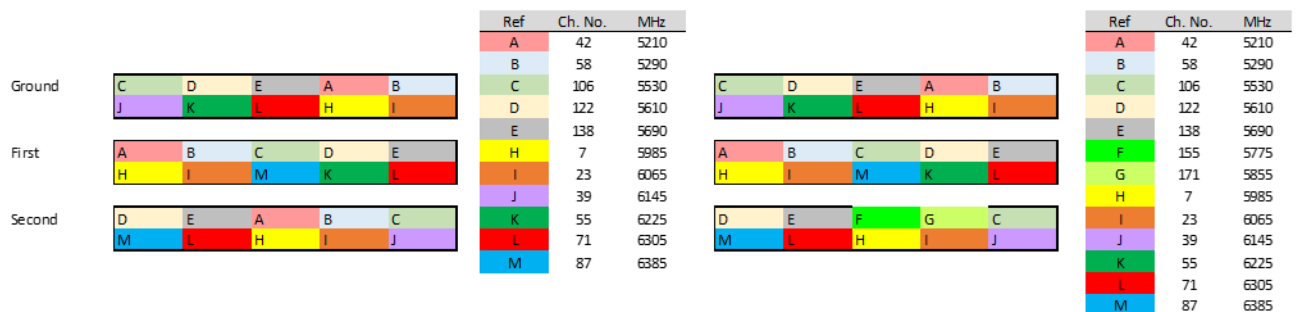 Ref Ch. No. MHz Ref Ch. No. MHz
A 42 5210 A 42 5210
B 58 5290 B 58 5290
Ground C D E A B C 106 5530 C D E A B C 106 5530
J K L H I D 122 5610 J K L H I D 122 5610
E 138 5690 E 138 5690
First A B C D E H 7 5985 A B C D E F 155 5775
H I M K L I 23 6065 H I M K L G 171 5855
J 39 6145 H 7 5985
Second D E A B C K 55 6225 D E F G C I 23 6065
M L H I J L 71 6305 M L H I J J 39 6145
M 87 6385 K 55 6225
L 71 6305
M 87 6385